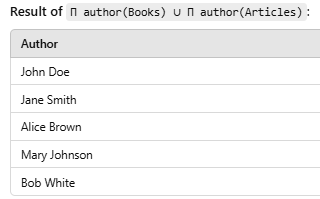 Result of Π author(Books) ∪ Π author(Articles) :
Author
John Doe
Jane Smith
Alice Brown
Mary Johnson
Bob White